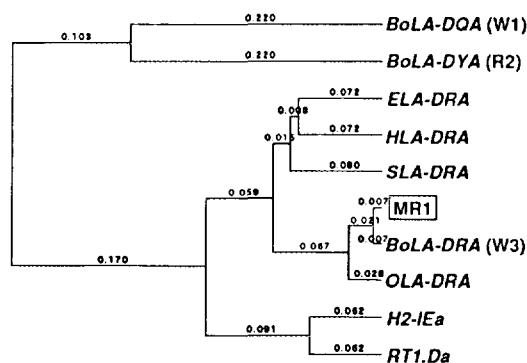 0.220
BoLA-DQA (W1)
0.103
0.220
BoLA-DYA (R2)
0.072
ELA-DRA
0.008
0.072
HLA-DRA
0.015
0.080
SLA-DRA
0.059
0.007
MR1
0.021
0.007
BoLA-DRA (W3)
0.067
0.028
OLA-DRA
0.170
0.062
H2-IEa
0.091
0.062
RT1.Da